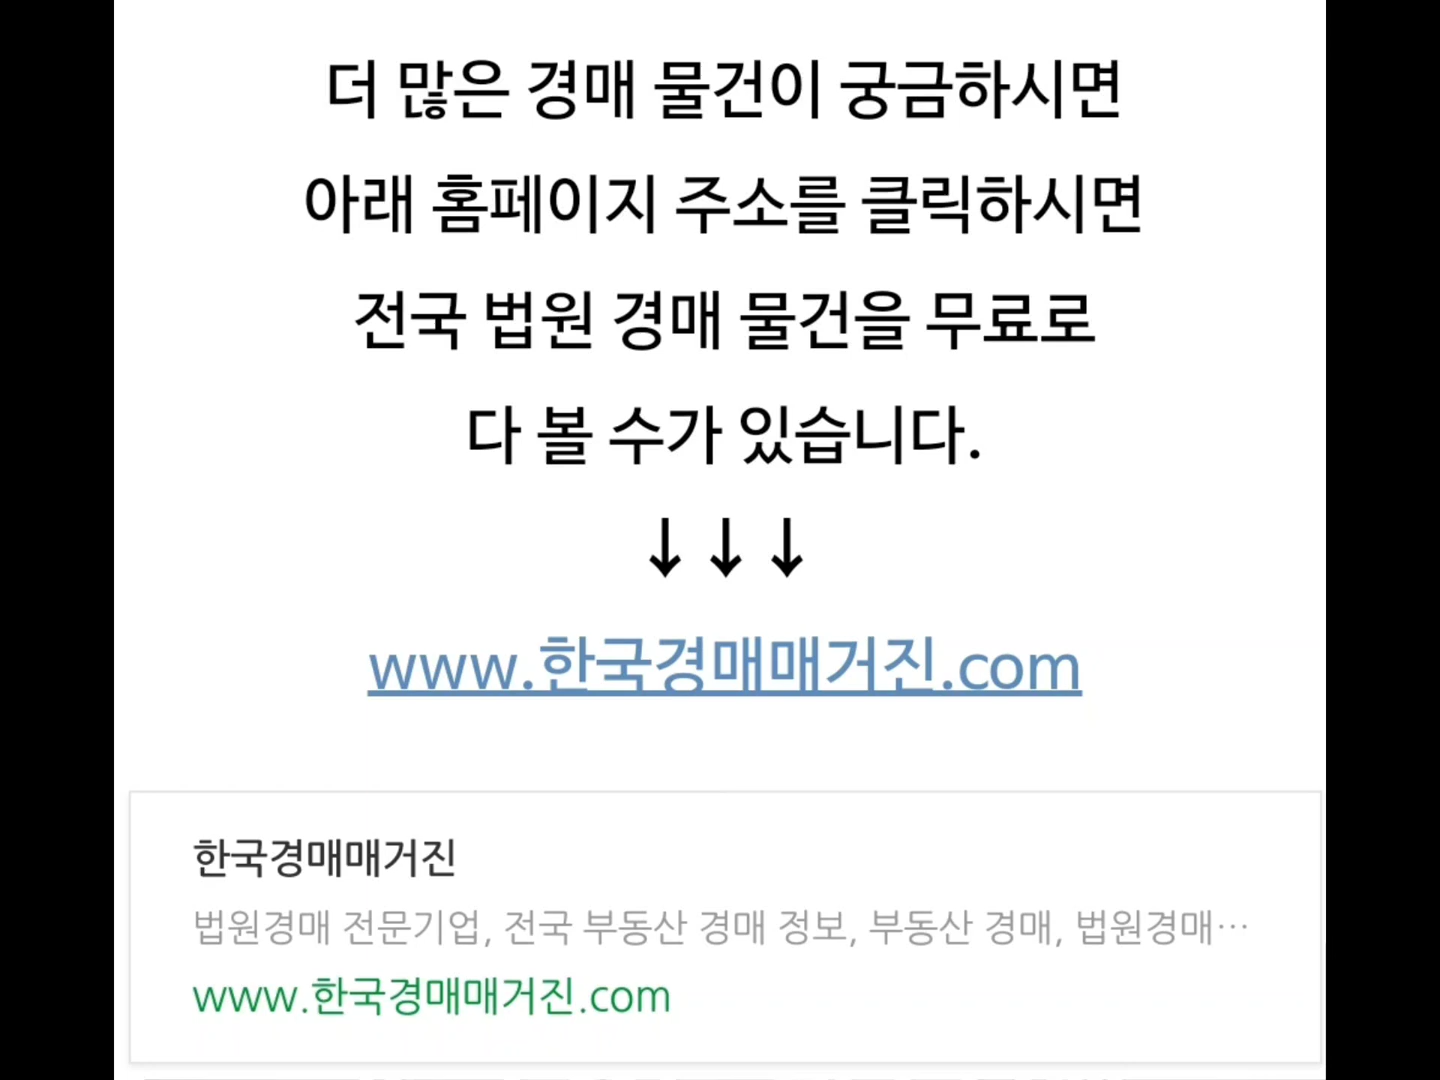 더 많은 경매 물건이 궁금하시면
아래 홈페이지 주소를 클릭하시면
전국 법원 경매 물건을 무료로
다 볼 수가 있습니다.
↓↓↓
www.한국경매매거진.com
한국경매매거진
법원경매 전문기업, 전국 부동산 경매 정보, 부동산 경매, 법원경매…
www.한국경매매거진.com